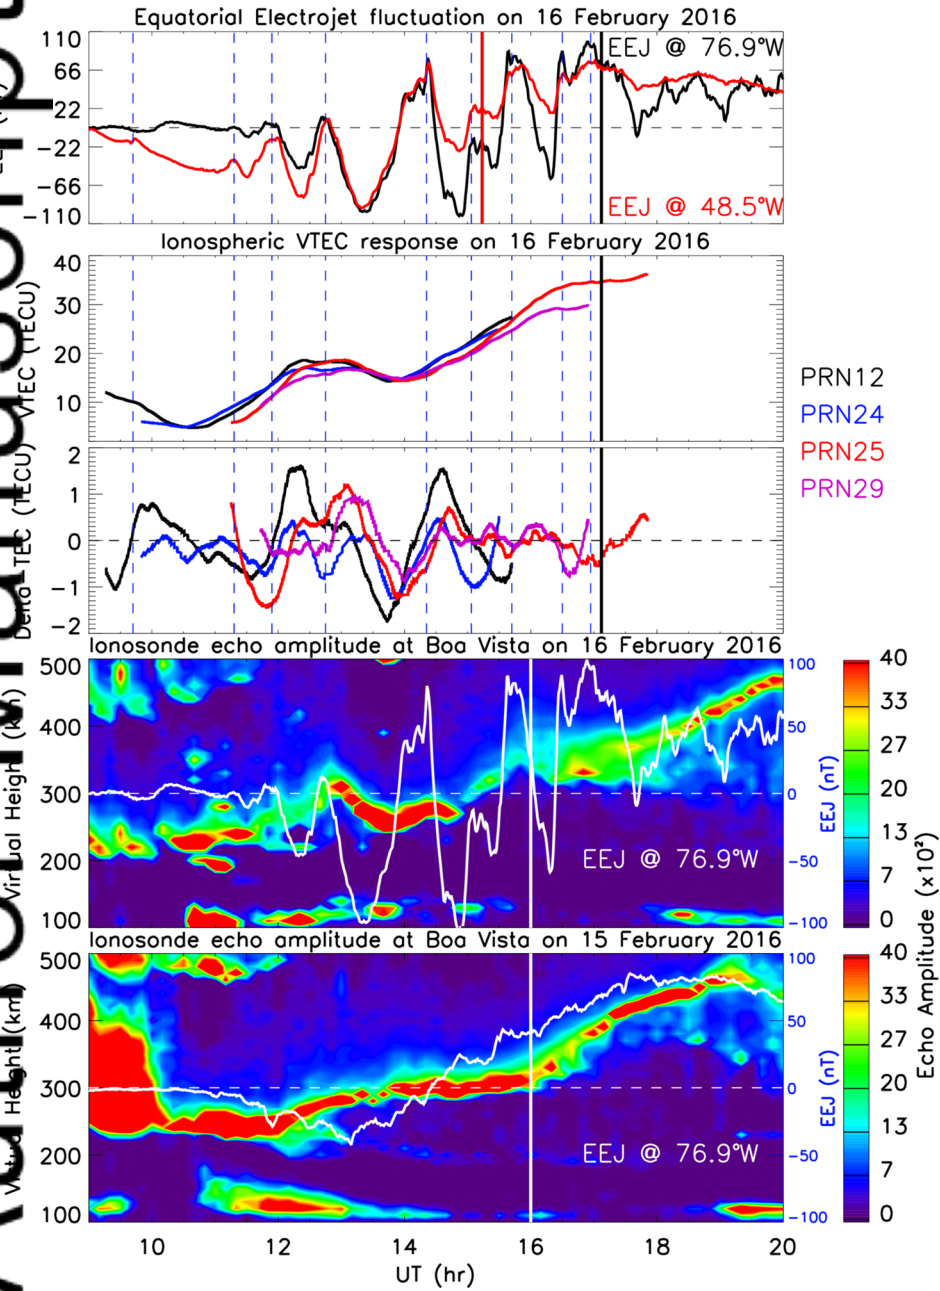 Equatorial Electrojet fluctuation on 16 February 2016
110
66
22
−22
−66
−110
EEJ @ 76.9°W
EEJ @ 48.5°W
Ionospheric VTEC response on 16 February 2016
40
30
20
10
VTEC (TECU)
PRN12
PRN24
PRN25
PRN29
2
1
0
−1
−2
Delta TEC (TECU)
Ionosonde echo amplitude at Boa Vista on 16 February 2016
500
400
300
200
100
Virtual Height (km)
100
50
0
−50
−100
EEJ (nT)
EEJ @ 76.9°W
40
33
27
20
13
7
0
Ionosonde echo amplitude at Boa Vista on 15 February 2016
500
400
300
200
100
Virtual Height (km)
100
50
0
−50
−100
EEJ (nT)
EEJ @ 76.9°W
40
33
27
20
13
7
0
Echo Amplitude (x10²)
10 12 14 16 18 20
UT (hr)